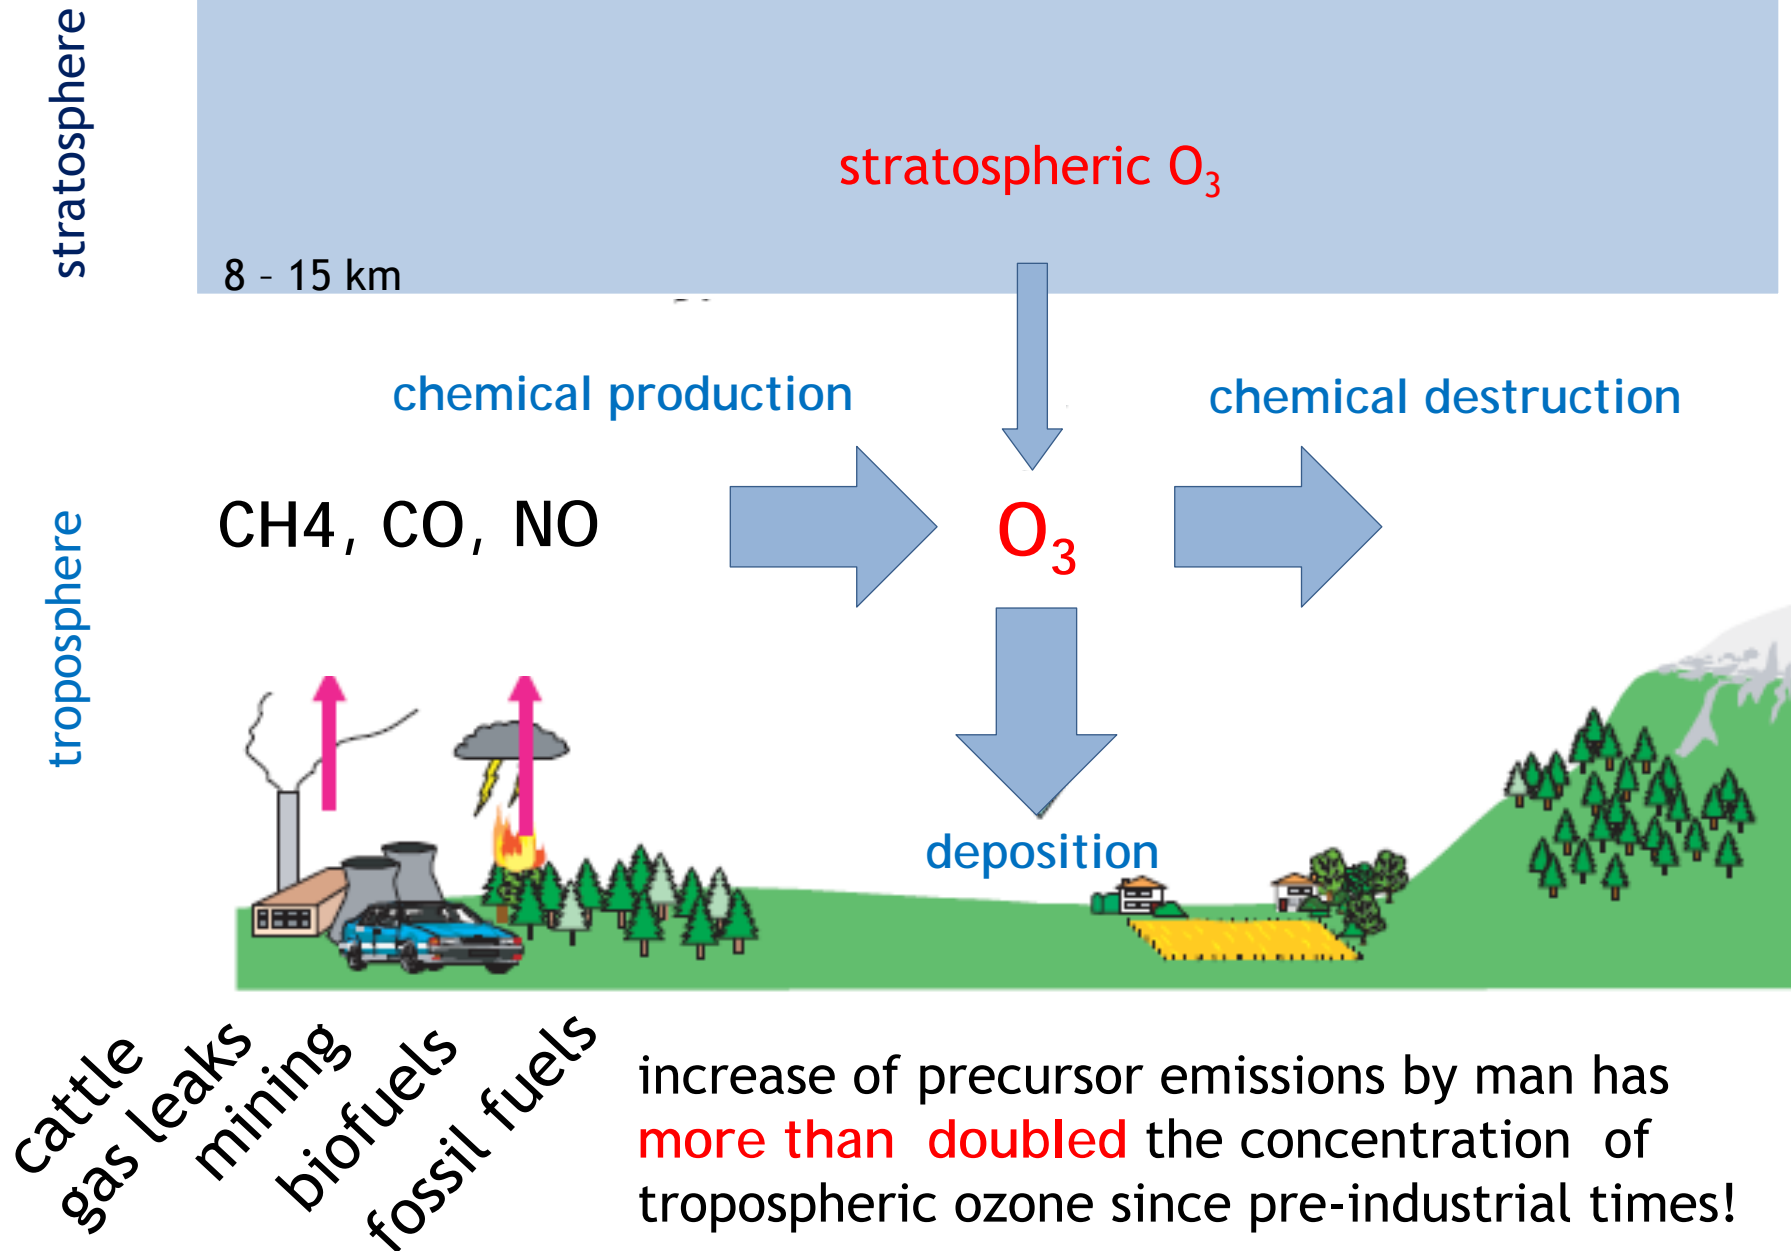 stratosphere
stratospheric O₃
8 – 15 km
chemical production
chemical destruction
CH4, CO, NO
O₃
troposphere
deposition
cattle
gas leaks
mining
biofuels
fossil fuels
increase of precursor emissions by man has
more than doubled the concentration of
tropospheric ozone since pre-industrial times!